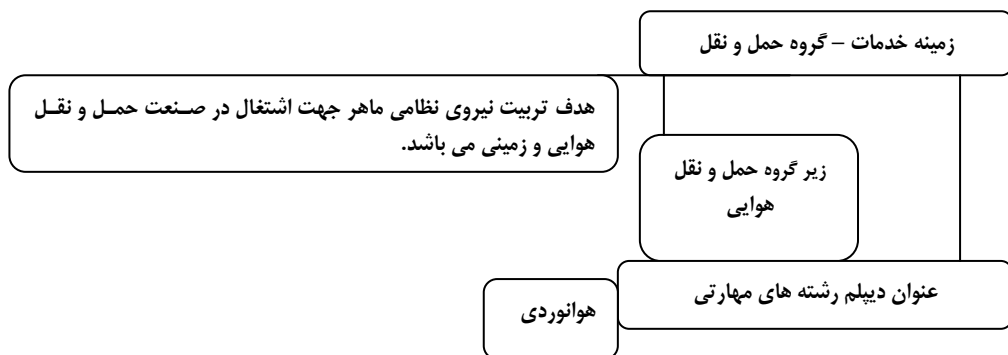 زمینه خدمات – گروه حمل و نقل
هدف تربیت نیروی نظامی ماهر جهت اشتغال در صنعت حمل و نقل
هوایی و زمینی می باشد.
زیر گروه حمل و نقل
هوایی
عنوان دیپلم رشته های مهارتی
هوانوردی